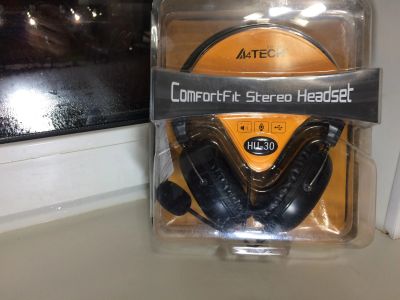 A4TECH
ComfortFit Stereo Headset
HU-30